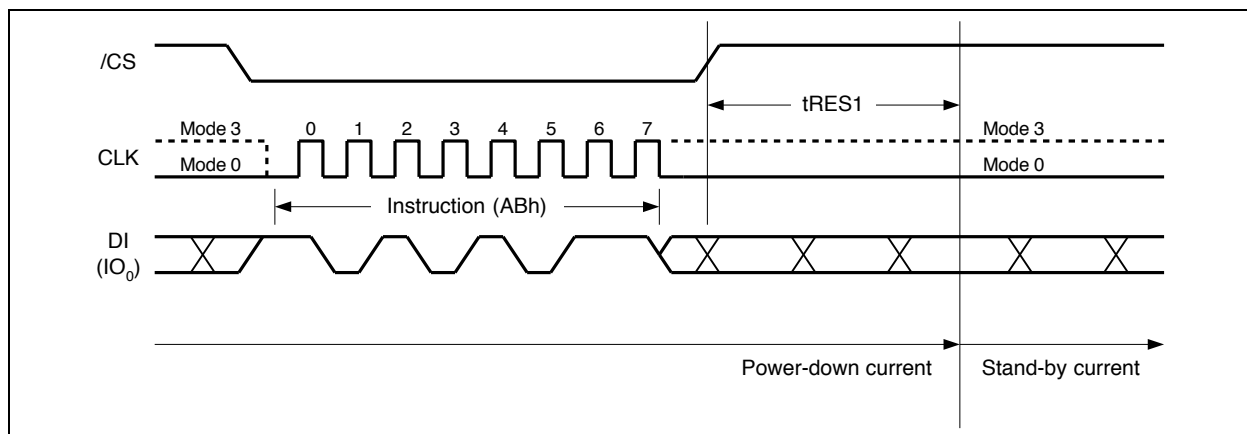 /CS
tRES1
Mode 3 0 1 2 3 4 5 6 7 Mode 3
CLK
Mode 0 Mode 0
Instruction (ABh)
DI
(IO₀)
Power-down current Stand-by current